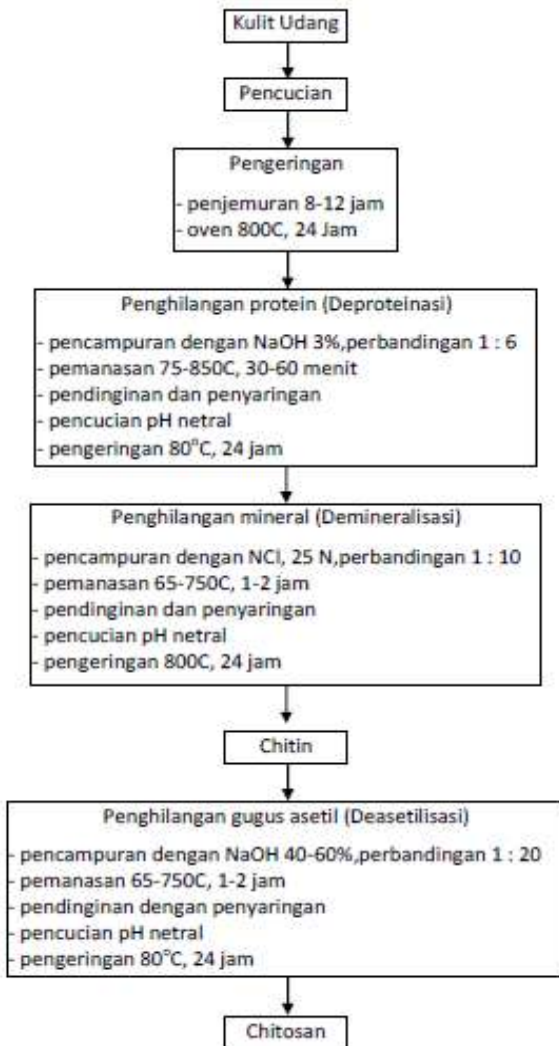 Kulit Udang
Pencucian
Pengeringan
- penjemuran 8-12 jam
- oven 800C, 24 Jam
Penghilangan protein (Deproteinasi)
- pencampuran dengan NaOH 3%,perbandingan 1 : 6
- pemanasan 75-850C, 30-60 menit
- pendinginan dan penyaringan
- pencucian pH netral
- pengeringan 80°C, 24 jam
Penghilangan mineral (Demineralisasi)
- pencampuran dengan NCl, 25 N,perbandingan 1 : 10
- pemanasan 65-750C, 1-2 jam
- pendinginan dan penyaringan
- pencucian pH netral
- pengeringan 800C, 24 jam
Chitin
Penghilangan gugus asetil (Deasetilisasi)
- pencampuran dengan NaOH 40-60%,perbandingan 1 : 20
- pemanasan 65-750C, 1-2 jam
- pendinginan dengan penyaringan
- pencucian pH netral
- pengeringan 80°C, 24 jam
Chitosan